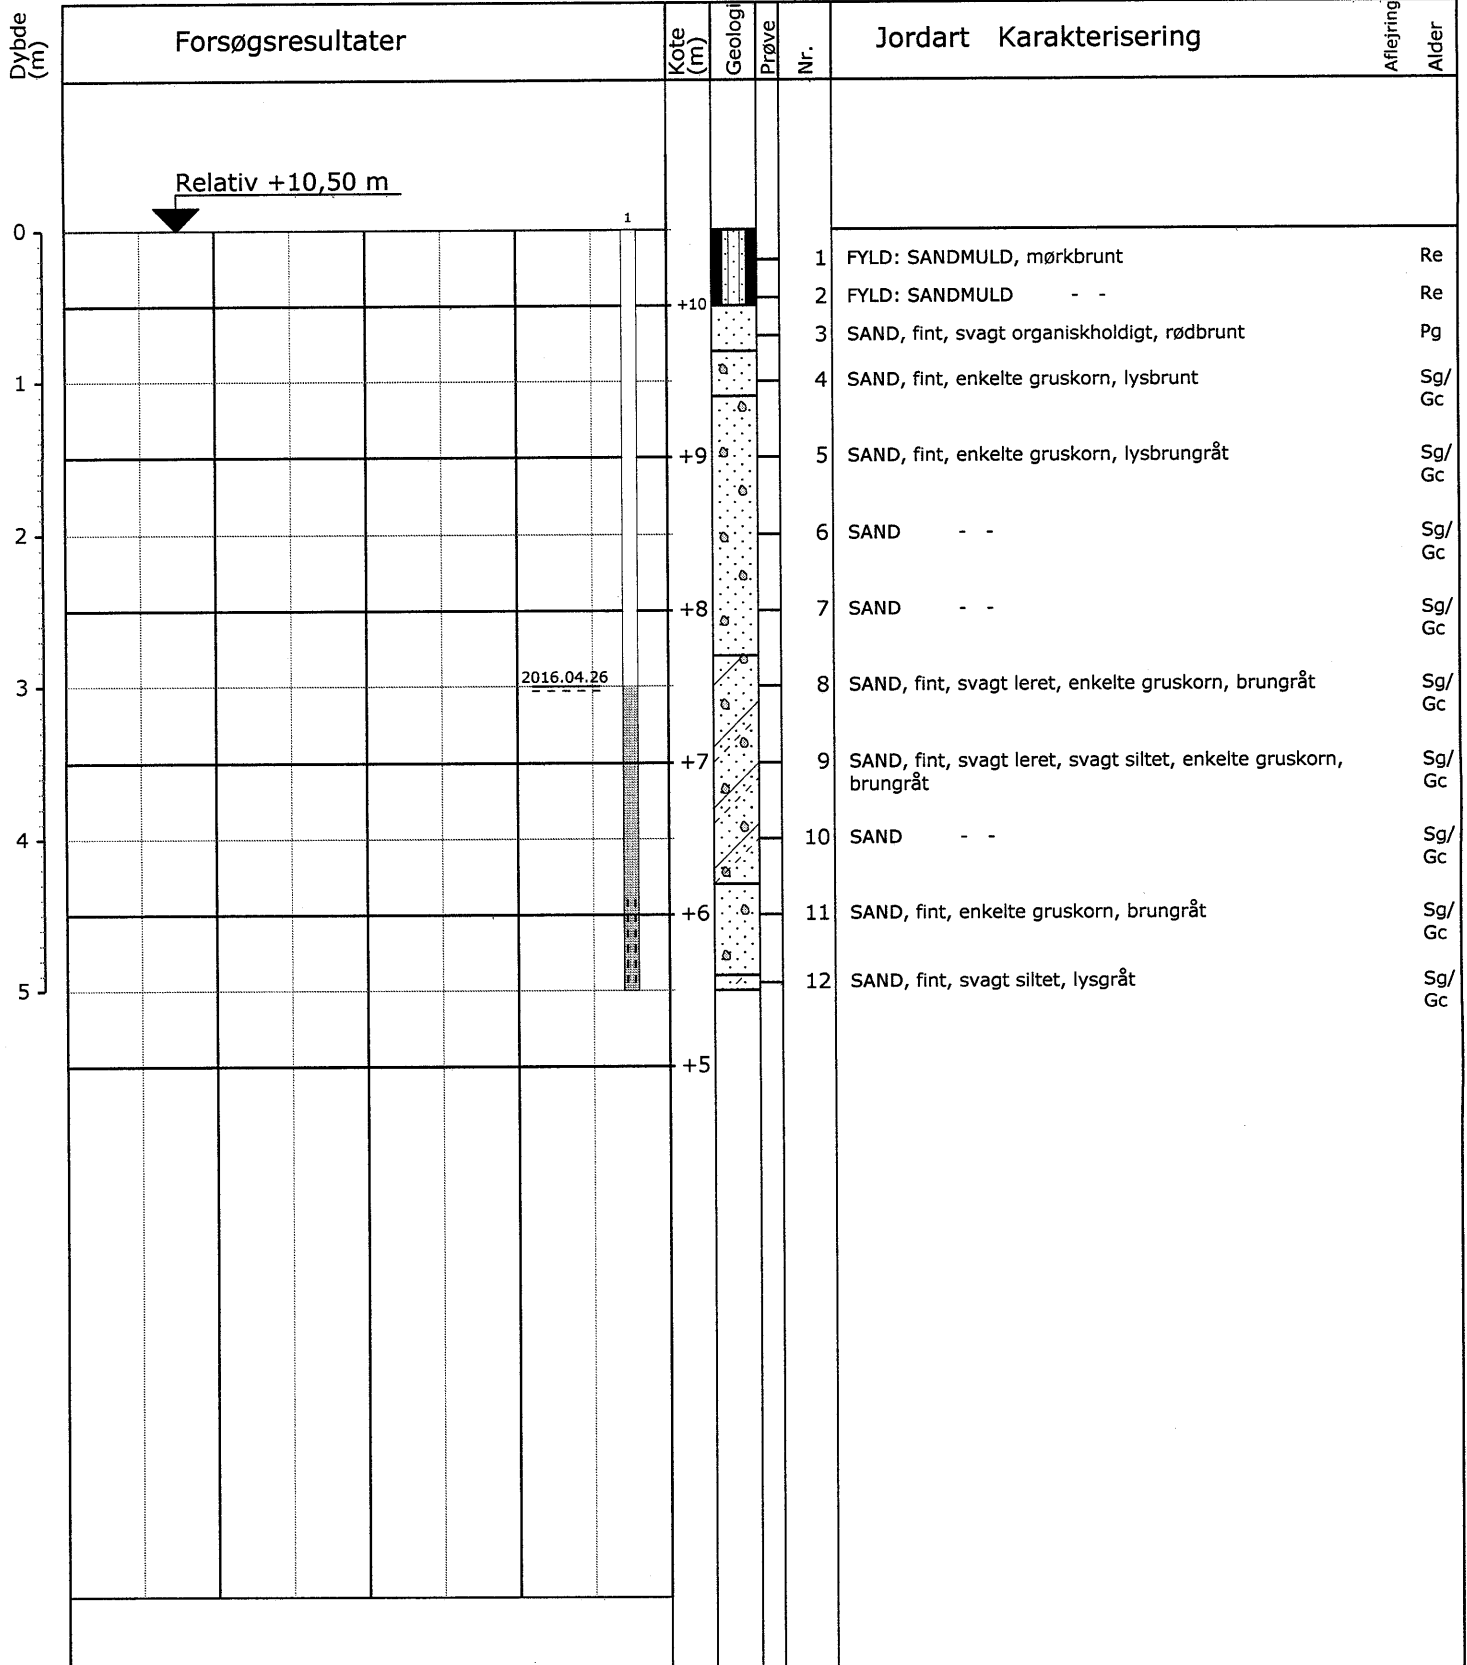 Dybde (m)
Forsøgsresultater
Kote (m)
Geologi
Prøve
Nr.
Jordart Karakterisering
Aflejring
Alder
Relativ +10,50 m
1
0
1 FYLD: SANDMULD, mørkbrunt Re
2 FYLD: SANDMULD - - Re
+10
3 SAND, fint, svagt organiskholdigt, rødbrunt Pg
1
4 SAND, fint, enkelte gruskorn, lysbrunt Sg/
Gc
+9
5 SAND, fint, enkelte gruskorn, lysbrungråt Sg/
Gc
2
6 SAND - - Sg/
Gc
+8
7 SAND - - Sg/
Gc
2016.04.26
3
8 SAND, fint, svagt leret, enkelte gruskorn, brungråt Sg/
Gc
+7
9 SAND, fint, svagt leret, svagt siltet, enkelte gruskorn, Sg/
brungråt Gc
4
10 SAND - - Sg/
Gc
+6
11 SAND, fint, enkelte gruskorn, brungråt Sg/
Gc
5
12 SAND, fint, svagt siltet, lysgråt Sg/
Gc
+5